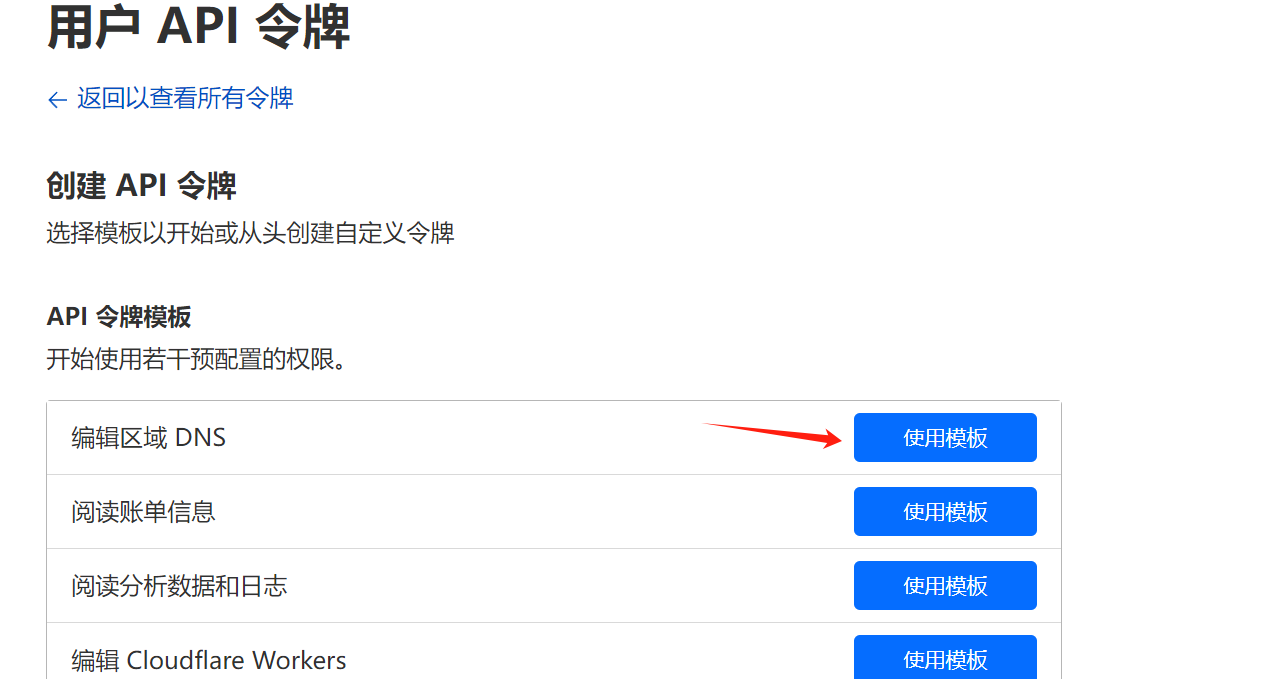 用户 API 令牌
← 返回以查看所有令牌
创建 API 令牌
选择模板以开始或从头创建自定义令牌
API 令牌模板
开始使用若干预配置的权限。
编辑区域 DNS 使用模板
阅读账单信息 使用模板
阅读分析数据和日志 使用模板
编辑 Cloudflare Workers 使用模板